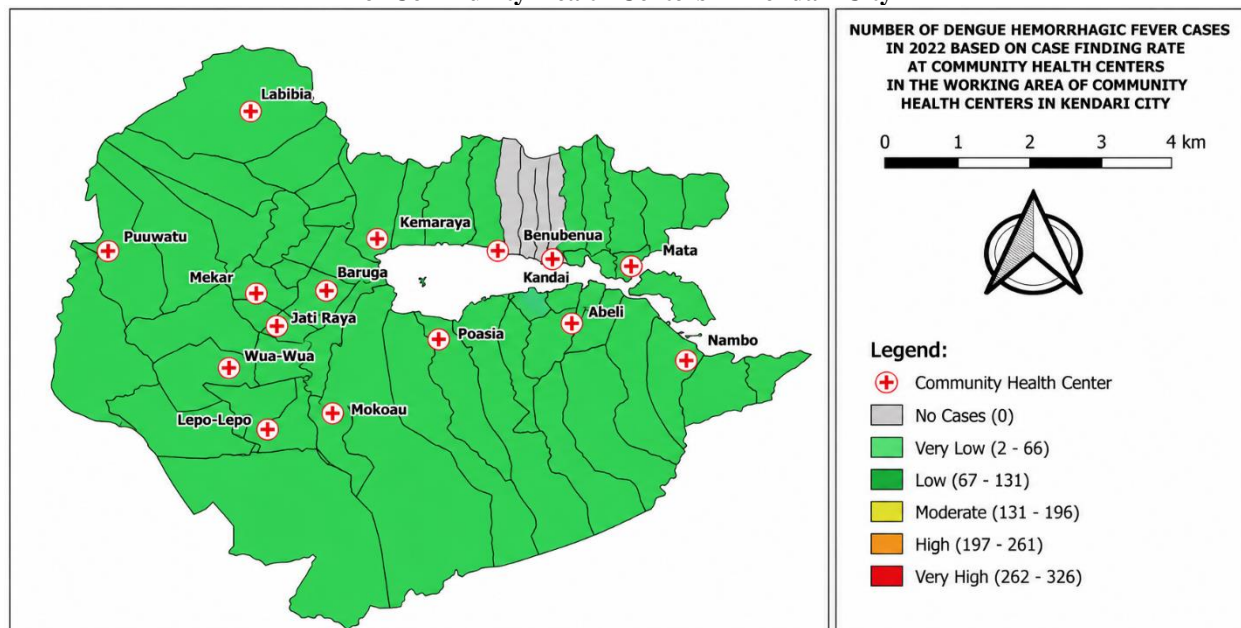 Labibia
Kemaraya
Puuwatu
Benubenua
Mata
Mekar
Baruga
Kandai
Jati Raya
Abeli
Poasia
Nambo
Wua-Wua
Lepo-Lepo
Mokoau
NUMBER OF DENGUE HEMORRHAGIC FEVER CASES
IN 2022 BASED ON CASE FINDING RATE
AT COMMUNITY HEALTH CENTERS
IN THE WORKING AREA OF COMMUNITY
HEALTH CENTERS IN KENDARI CITY
0 1 2 3 4 km
Legend:
Community Health Center
No Cases (0)
Very Low (2 - 66)
Low (67 - 131)
Moderate (131 - 196)
High (197 - 261)
Very High (262 - 326)